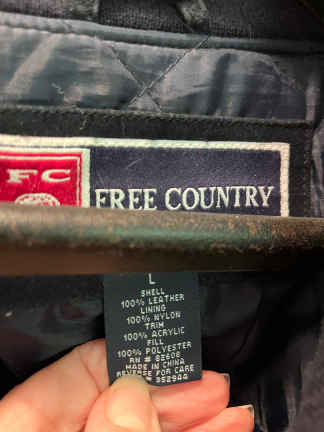 FC
FREE COUNTRY
L
SHELL
100% LEATHER
LINING
100% NYLON
TRIM
100% ACRYLIC
FILL
100% POLYESTER
RN # 82608
MADE IN CHINA
REVERSE FOR CARE
# 352944